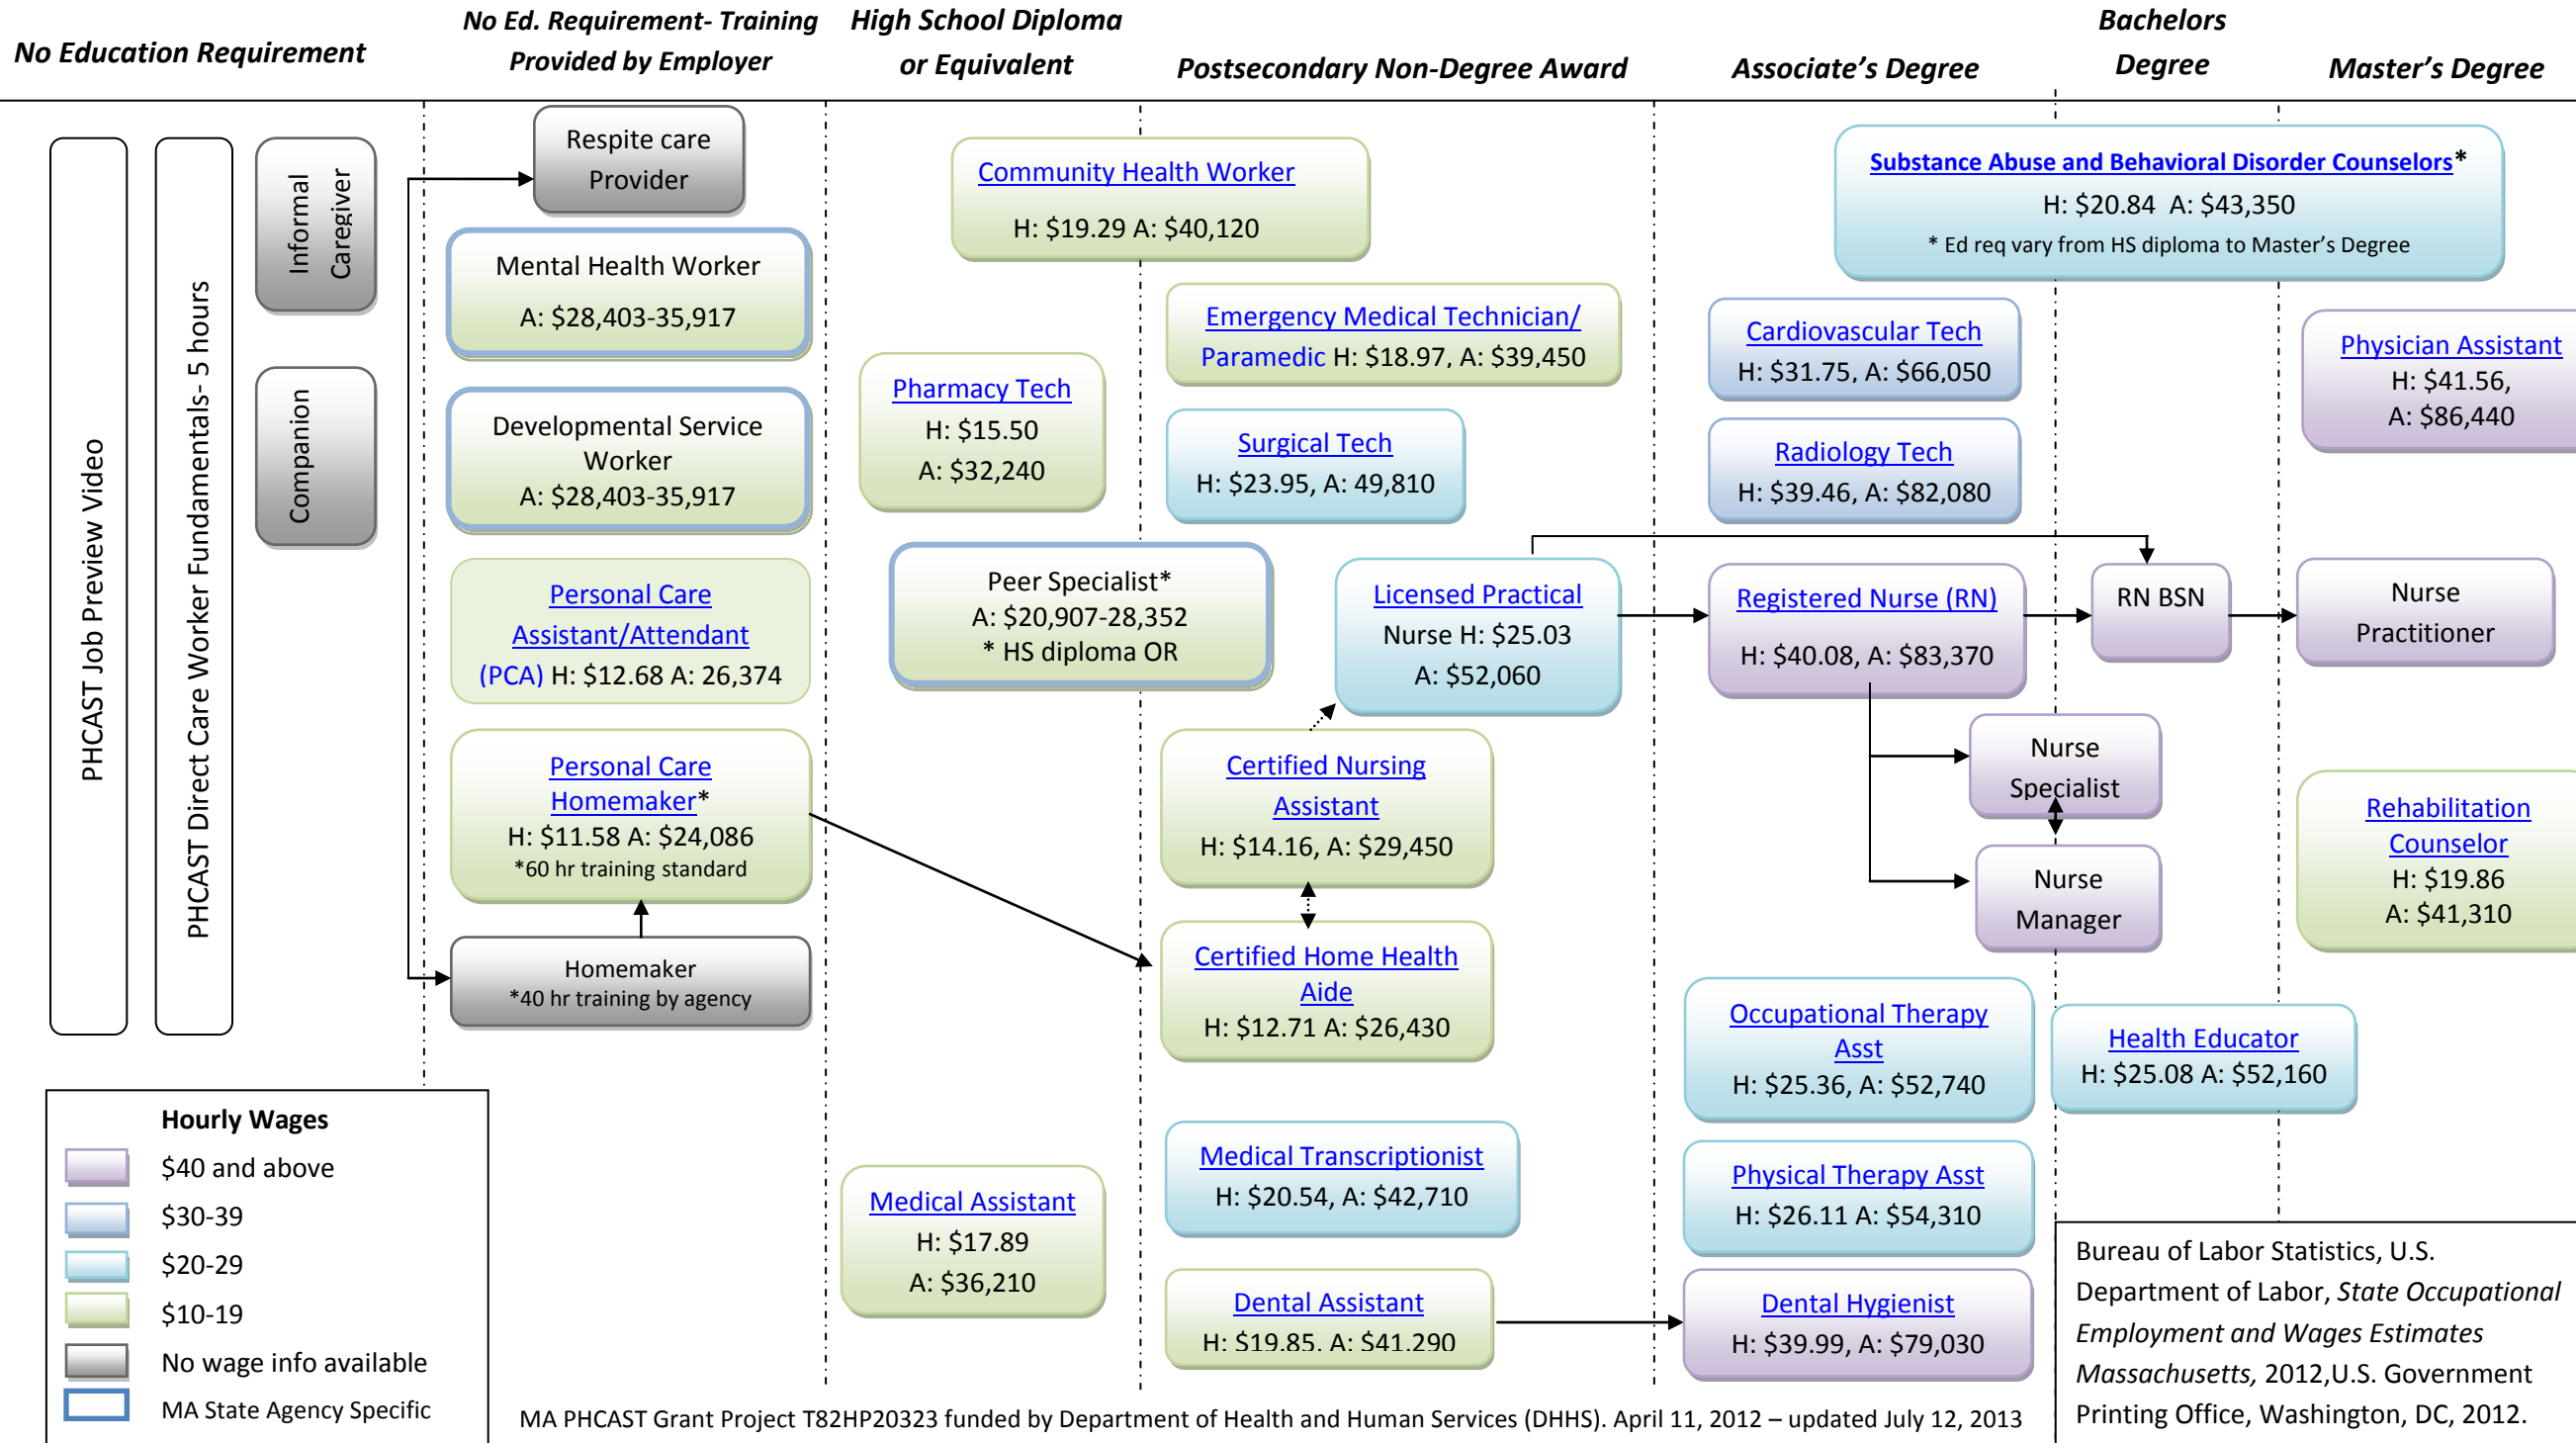 No Education Requirement
No Ed. Requirement- Training
Provided by Employer
High School Diploma
or Equivalent
Postsecondary Non-Degree Award
Associate’s Degree
Bachelors
Degree
Master’s Degree
PHCAST Job Preview Video
PHCAST Direct Care Worker Fundamentals- 5 hours
Informal
Caregiver
Companion
Respite care
Provider
Mental Health Worker
A: $28,403-35,917
Developmental Service
Worker
A: $28,403-35,917
Personal Care
Assistant/Attendant
(PCA) H: $12.68 A: 26,374
Personal Care
Homemaker*
H: $11.58 A: $24,086
*60 hr training standard
Homemaker
*40 hr training by agency
Community Health Worker
H: $19.29 A: $40,120
Pharmacy Tech
H: $15.50
A: $32,240
Peer Specialist*
A: $20,907-28,352
* HS diploma OR
Medical Assistant
H: $17.89
A: $36,210
Emergency Medical Technician/
Paramedic H: $18.97, A: $39,450
Surgical Tech
H: $23.95, A: 49,810
Licensed Practical
Nurse H: $25.03
A: $52,060
Certified Nursing
Assistant
H: $14.16, A: $29,450
Certified Home Health
Aide
H: $12.71 A: $26,430
Medical Transcriptionist
H: $20.54, A: $42,710
Dental Assistant
H: $19.85, A: $41,290
Substance Abuse and Behavioral Disorder Counselors*
H: $20.84 A: $43,350
* Ed req vary from HS diploma to Master’s Degree
Cardiovascular Tech
H: $31.75, A: $66,050
Radiology Tech
H: $39.46, A: $82,080
Registered Nurse (RN)
H: $40.08, A: $83,370
Nurse
Specialist
Nurse
Manager
Occupational Therapy
Asst
H: $25.36, A: $52,740
Physical Therapy Asst
H: $26.11 A: $54,310
Dental Hygienist
H: $39.99, A: $79,030
RN BSN
Health Educator
H: $25.08 A: $52,160
Physician Assistant
H: $41.56,
A: $86,440
Nurse
Practitioner
Rehabilitation
Counselor
H: $19.86
A: $41,310
Hourly Wages
$40 and above
$30-39
$20-29
$10-19
No wage info available
MA State Agency Specific
MA PHCAST Grant Project T82HP20323 funded by Department of Health and Human Services (DHHS). April 11, 2012 – updated July 12, 2013
Bureau of Labor Statistics, U.S.
Department of Labor, State Occupational
Employment and Wages Estimates
Massachusetts, 2012,U.S. Government
Printing Office, Washington, DC, 2012.